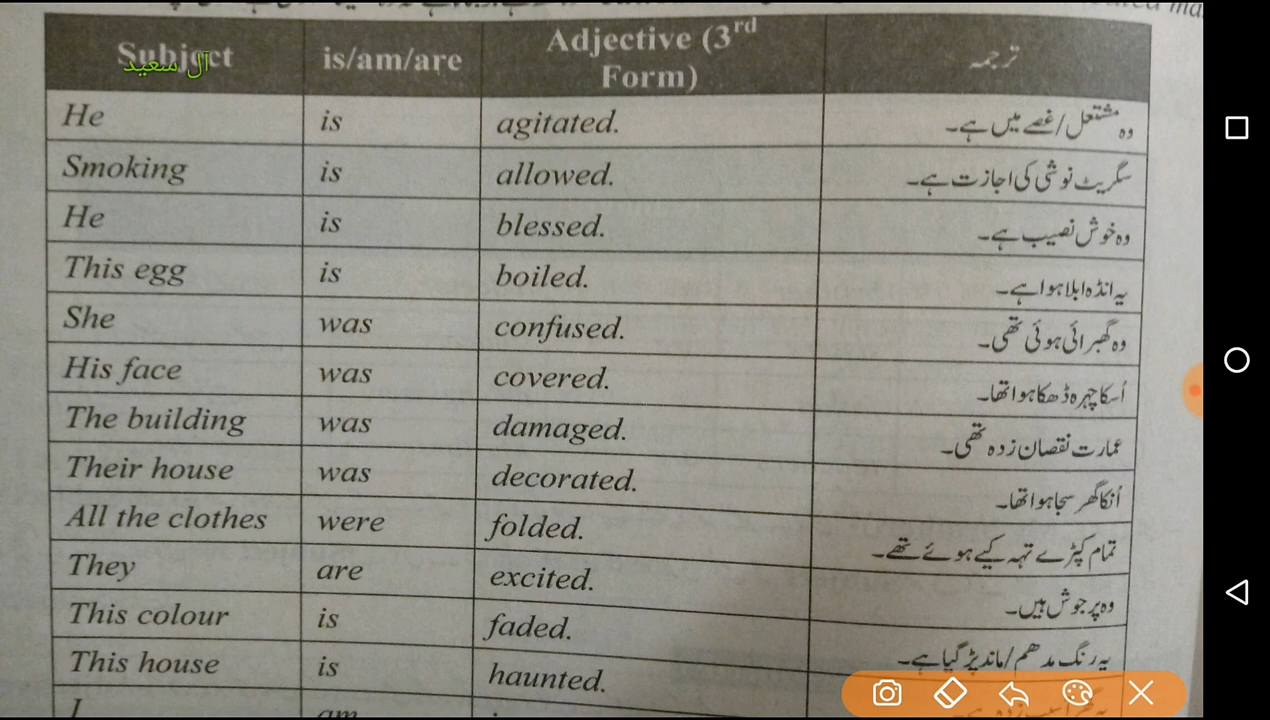 Subject is/am/are Adjective (3rd Form) ترجمہ
آل سعید
He is agitated. وہ مشتعل/غصے میں ہے۔
Smoking is allowed. سگریٹ نوشی کی اجازت ہے۔
He is blessed. وہ خوش نصیب ہے۔
This egg is boiled. یہ انڈہ ابلا ہوا ہے۔
She was confused. وہ گھبرائی ہوئی تھی۔
His face was covered. اُسکا چہرہ ڈھکا ہوا تھا۔
The building was damaged. عمارت نقصان زدہ تھی۔
Their house was decorated. اُنکا گھر سجا ہوا تھا۔
All the clothes were folded. تمام کپڑے تہہ کیے ہوئے تھے۔
They are excited. وہ پرجوش ہیں۔
This colour is faded. یہ رنگ مدھم/ماند پڑ گیا ہے۔
This house is haunted.
I am